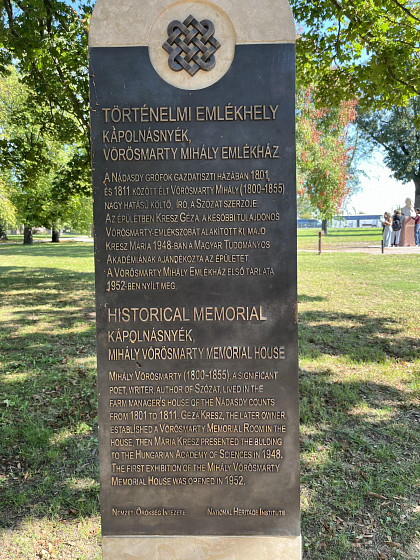 TÖRTÉNELMI EMLÉKHELY
KÁPOLNÁSNYÉK,
VÖRÖSMARTY MIHÁLY EMLÉKHÁZ
A NÁDASDY GRÓFOK GAZDATISZTI HÁZÁBAN 1801
ÉS 1811 KÖZÖTT ÉLT VÖRÖSMARTY MIHÁLY (1800-1855)
NAGY HATÁSÚ KÖLTŐ, ÍRÓ, A SZÓZAT SZERZŐJE.
AZ ÉPÜLETBEN KRESZ GÉZA, A KÉSŐBBI TULAJDONOS
VÖRÖSMARTY-EMLÉKSZOBÁT ALAKÍTOTT KI, MAJD
KRESZ MÁRIA 1948-BAN A MAGYAR TUDOMÁNYOS
AKADÉMIÁNAK AJÁNDÉKOZTA AZ ÉPÜLETET.
A VÖRÖSMARTY MIHÁLY EMLÉKHÁZ ELSŐ TÁRLATA
1952-BEN NYÍLT MEG.
HISTORICAL MEMORIAL
KÁPOLNÁSNYÉK,
MIHÁLY VÖRÖSMARTY MEMORIAL HOUSE
MIHÁLY VÖRÖSMARTY (1800-1855), A SIGNIFICANT
POET, WRITER, AUTHOR OF SZÓZAT, LIVED IN THE
FARM MANAGER'S HOUSE OF THE NÁDASDY COUNTS
FROM 1801 TO 1811. GÉZA KRESZ, THE LATER OWNER,
ESTABLISHED A VÖRÖSMARTY MEMORIAL ROOM IN THE
HOUSE, THEN MÁRIA KRESZ PRESENTED THE BUILDING
TO THE HUNGARIAN ACADEMY OF SCIENCES IN 1948.
THE FIRST EXHIBITION OF THE MIHÁLY VÖRÖSMARTY
MEMORIAL HOUSE WAS OPENED IN 1952.
NEMZETI ÖRÖKSÉG INTÉZETE NATIONAL HERITAGE INSTITUTE